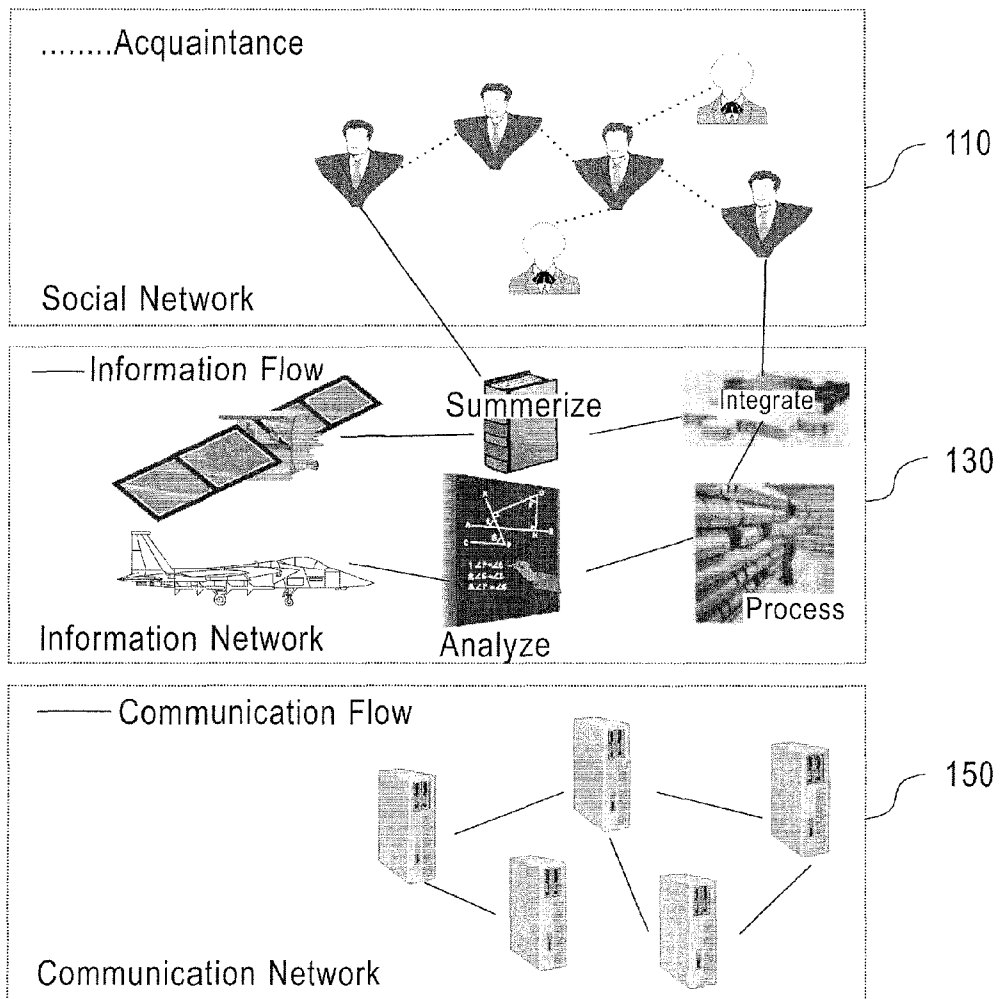 ........Acquaintance
110
Social Network
Information Flow
Summerize
Integrate
130
Process
Information Network
Analyze
Communication Flow
150
Communication Network